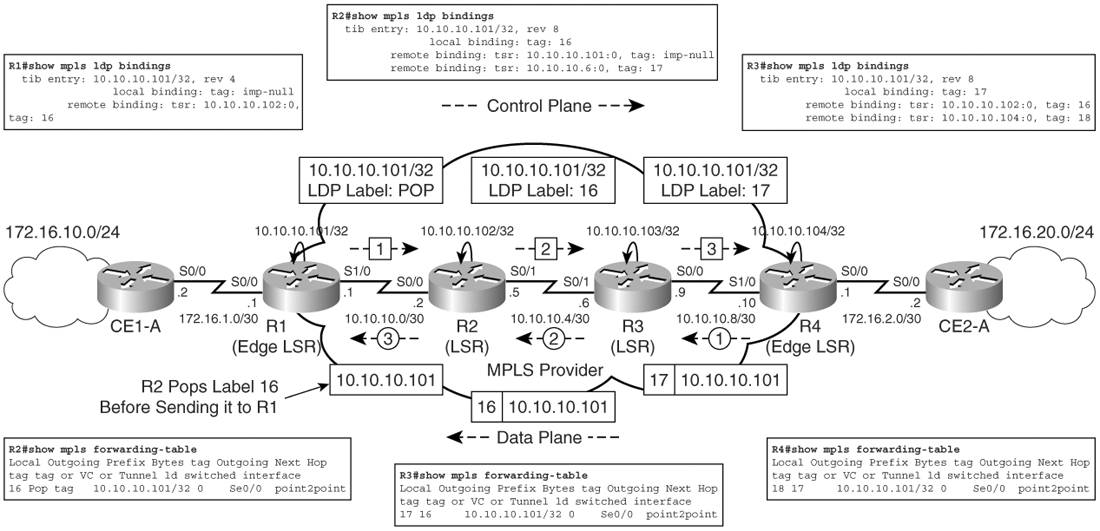 R2#show mpls ldp bindings
tib entry: 10.10.10.101/32, rev 8
local binding: tag: 16
remote binding: tsr: 10.10.10.101:0, tag: imp-null
remote binding: tsr: 10.10.10.6:0, tag: 17
R1#show mpls ldp bindings
tib entry: 10.10.10.101/32, rev 4
local binding: tag: imp-null
remote binding: tsr: 10.10.10.102:0,
tag: 16
R3#show mpls ldp bindings
tib entry: 10.10.10.101/32, rev 8
local binding: tag: 17
remote binding: tsr: 10.10.10.102:0, tag: 16
remote binding: tsr: 10.10.10.104:0, tag: 18
Control Plane
10.10.10.101/32
LDP Label: POP
10.10.10.101/32
LDP Label: 16
10.10.10.101/32
LDP Label: 17
172.16.10.0/24
10.10.10.101/32
1
10.10.10.102/32
2
10.10.10.103/32
3
10.10.10.104/32
172.16.20.0/24
S0/0
S0/0
S1/0
S0/0
S0/1
S0/1
S0/0
S1/0
S0/0
S0/0
.2
.1
.1
.2
.5
.6
.9
.10
.1
.2
CE1-A
172.16.1.0/30
R1
(Edge LSR)
10.10.10.0/30
R2
(LSR)
10.10.10.4/30
R3
(LSR)
10.10.10.8/30
R4
(Edge LSR)
172.16.2.0/30
CE2-A
3
2
1
MPLS Provider
R2 Pops Label 16
Before Sending it to R1
10.10.10.101
16 10.10.10.101
17 10.10.10.101
Data Plane
R2#show mpls forwarding-table
Local Outgoing Prefix Bytes tag Outgoing Next Hop
tag tag or VC or Tunnel ld switched interface
16 Pop tag 10.10.10.101/32 0 Se0/0 point2point
R3#show mpls forwarding-table
Local Outgoing Prefix Bytes tag Outgoing Next Hop
tag tag or VC or Tunnel ld switched interface
17 16 10.10.10.101/32 0 Se0/0 point2point
R4#show mpls forwarding-table
Local Outgoing Prefix Bytes tag Outgoing Next Hop
tag tag or VC or Tunnel ld switched interface
18 17 10.10.10.101/32 0 Se0/0 point2point